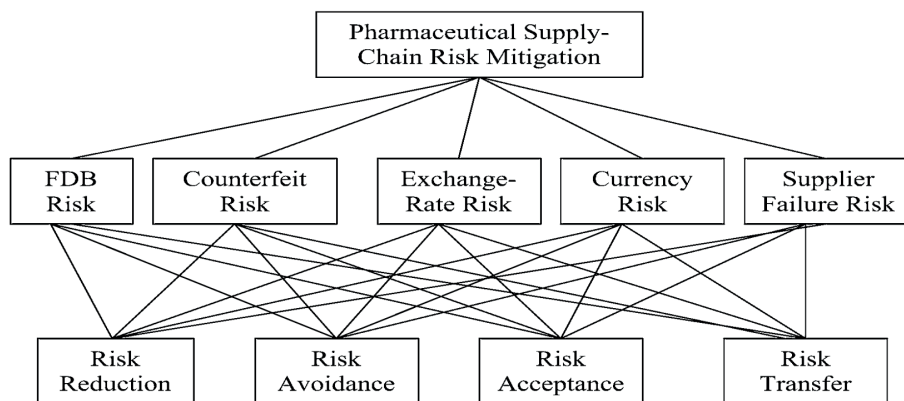 Pharmaceutical Supply-
Chain Risk Mitigation
FDB
Risk
Counterfeit
Risk
Exchange-
Rate Risk
Currency
Risk
Supplier
Failure Risk
Risk
Reduction
Risk
Avoidance
Risk
Acceptance
Risk
Transfer